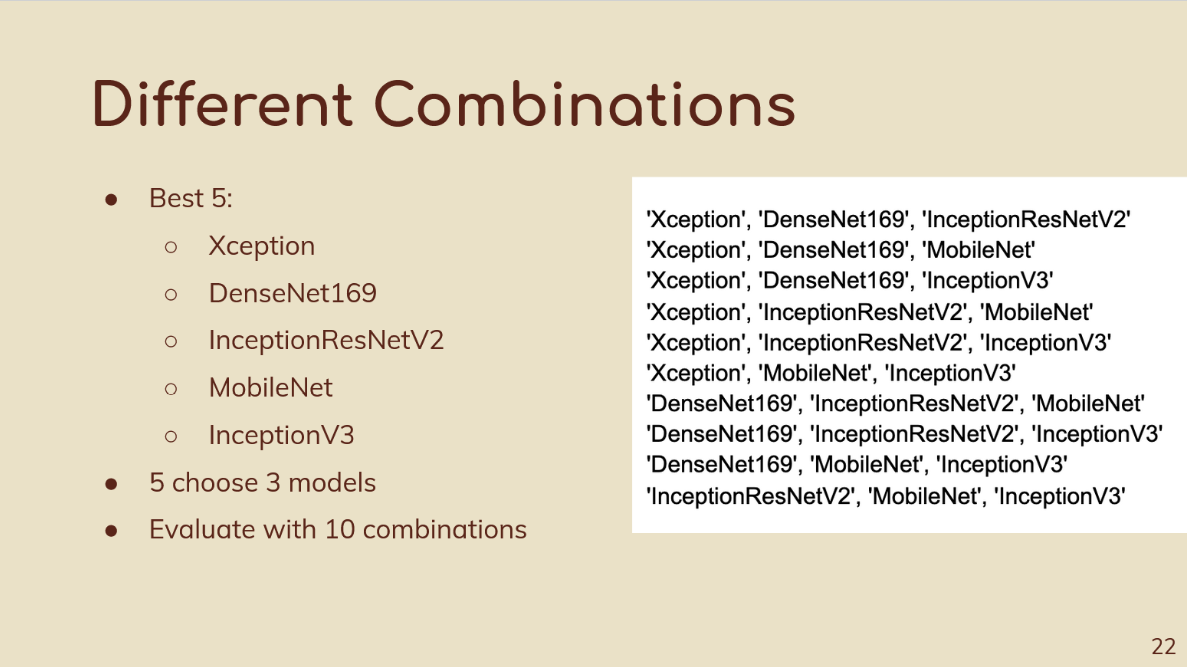 Different Combinations
● Best 5:
○ Xception
○ DenseNet169
○ InceptionResNetV2
○ MobileNet
○ InceptionV3
● 5 choose 3 models
● Evaluate with 10 combinations
'Xception', 'DenseNet169', 'InceptionResNetV2'
'Xception', 'DenseNet169', 'MobileNet'
'Xception', 'DenseNet169', 'InceptionV3'
'Xception', 'InceptionResNetV2', 'MobileNet'
'Xception', 'InceptionResNetV2', 'InceptionV3'
'Xception', 'MobileNet', 'InceptionV3'
'DenseNet169', 'InceptionResNetV2', 'MobileNet'
'DenseNet169', 'InceptionResNetV2', 'InceptionV3'
'DenseNet169', 'MobileNet', 'InceptionV3'
'InceptionResNetV2', 'MobileNet', 'InceptionV3'
22